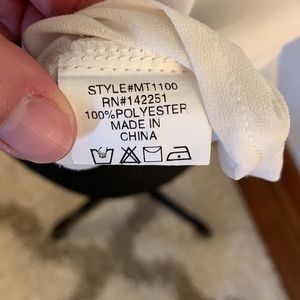 STYLE#MT1100
RN#142251
100%POLYESTER
MADE IN
CHINA